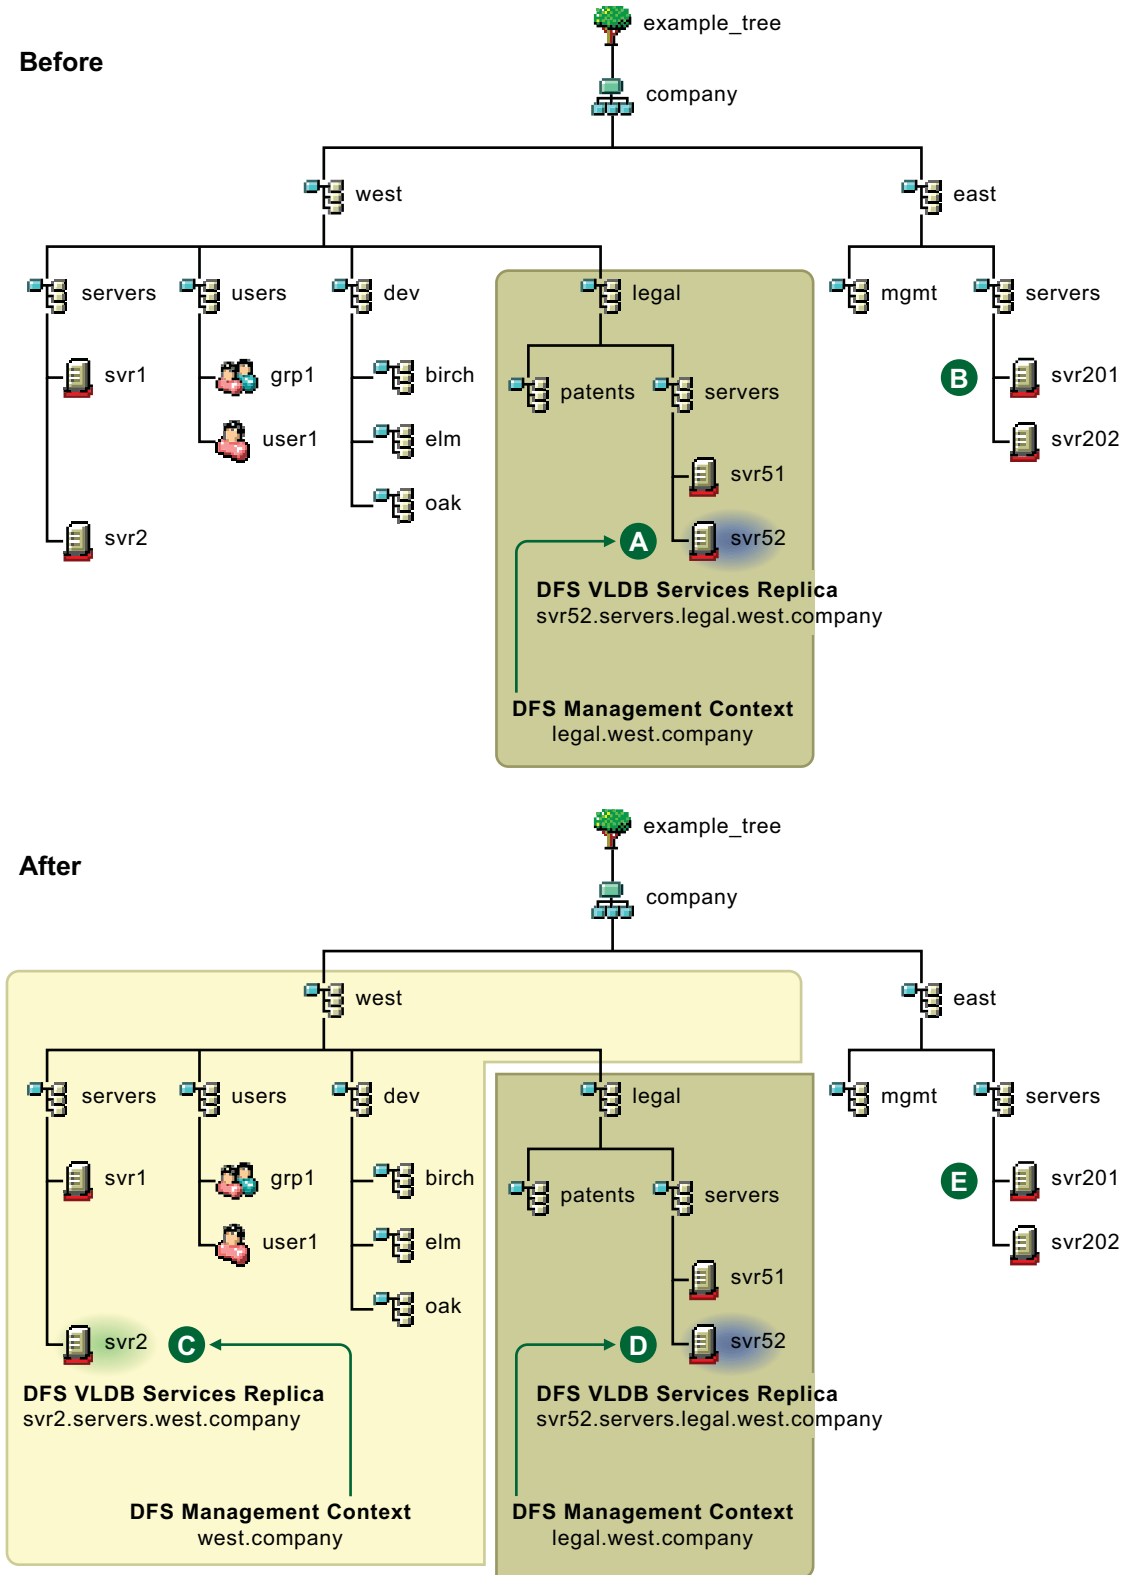 example_tree
Before
company
west
east
servers
users
dev
legal
mgmt
servers
svr1
grp1
birch
patents
servers
B
svr201
user1
elm
svr202
svr51
oak
svr2
A
svr52
DFS VLDB Services Replica
svr52.servers.legal.west.company
DFS Management Context
legal.west.company
example_tree
After
company
west
east
servers
users
dev
legal
mgmt
servers
svr1
grp1
birch
patents
servers
E
svr201
user1
elm
svr202
svr51
oak
svr2
C
D
svr52
DFS VLDB Services Replica
svr2.servers.west.company
DFS VLDB Services Replica
svr52.servers.legal.west.company
DFS Management Context
west.company
DFS Management Context
legal.west.company